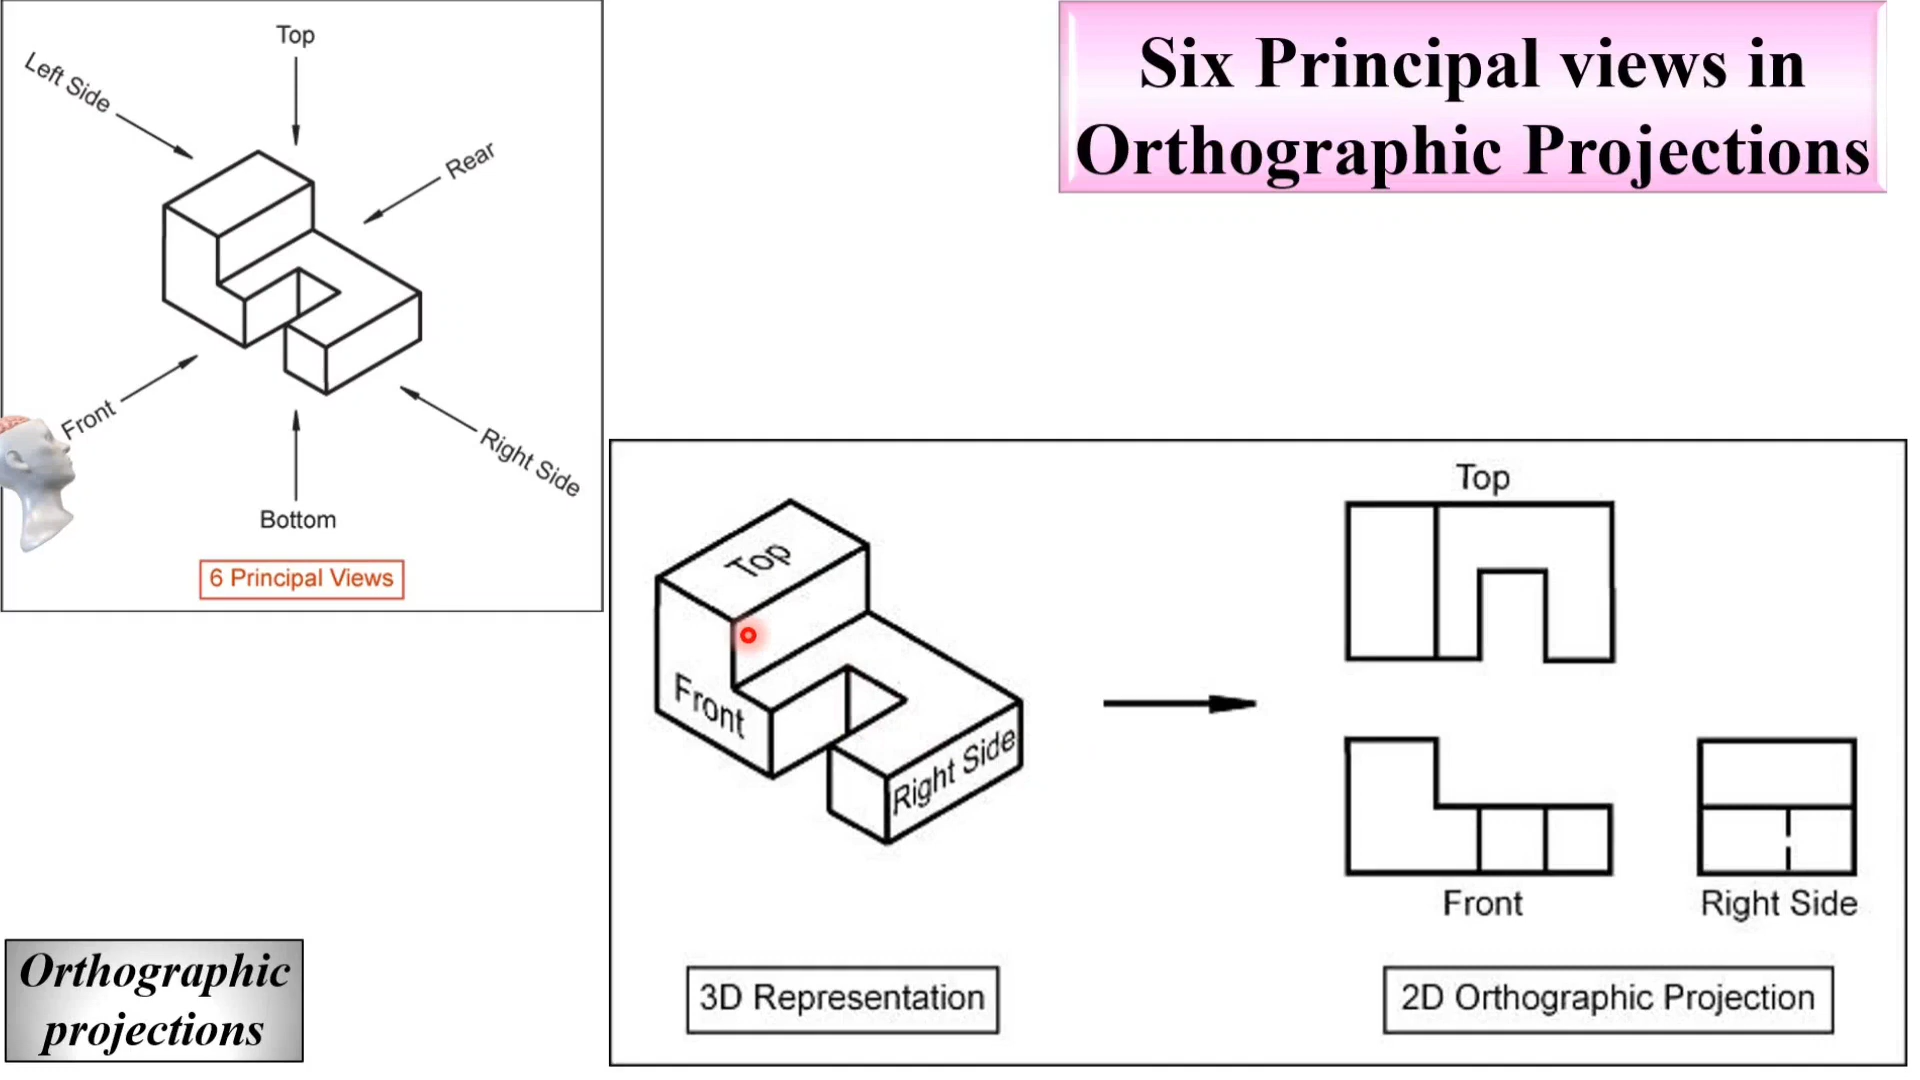 Six Principal views in
Orthographic Projections
Top
Left Side
Rear
Front
Right Side
Bottom
6 Principal Views
Top
Front
Right Side
3D Representation
Top
Front
Right Side
2D Orthographic Projection
Orthographic
projections